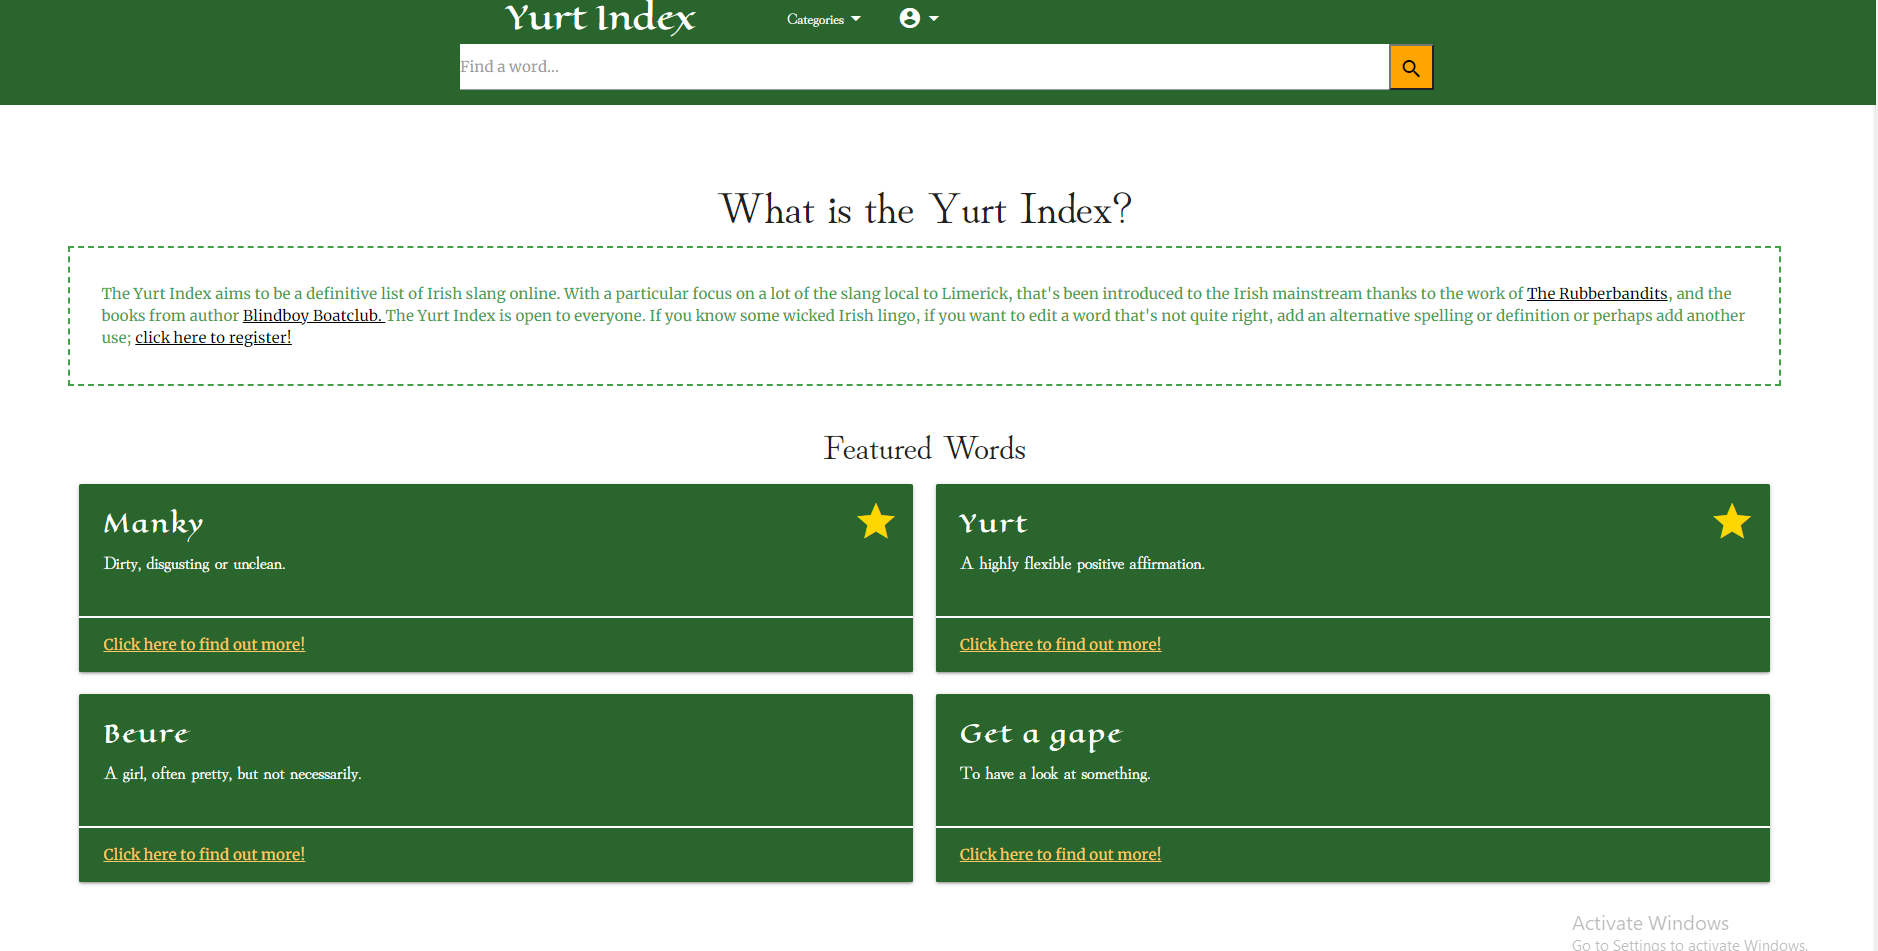 Yurt Index
Categories
Find a word...
What is the Yurt Index?
The Yurt Index aims to be a definitive list of Irish slang online. With a particular focus on a lot of the slang local to Limerick, that's been introduced to the Irish mainstream thanks to the work of The Rubberbandits, and the
books from author Blindboy Boatclub. The Yurt Index is open to everyone. If you know some wicked Irish lingo, if you want to edit a word that's not quite right, add an alternative spelling or definition or perhaps add another
use; click here to register!
Featured Words
Manky
Dirty, disgusting or unclean.
Click here to find out more!
Yurt
A highly flexible positive affirmation.
Click here to find out more!
Beure
A girl, often pretty, but not necessarily.
Click here to find out more!
Get a gape
To have a look at something.
Click here to find out more!
Activate Windows
Go to Settings to activate Windows.